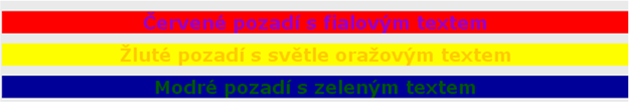 Červené pozadí s fialovým textem
Žluté pozadí s světle oražovým textem
Modré pozadí s zeleným textem